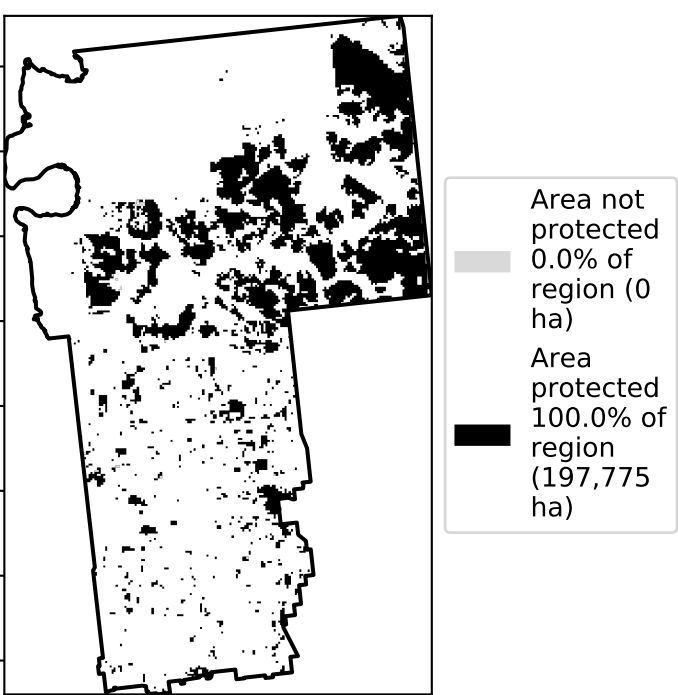 Area not
protected
0.0% of
region (0
ha)
Area
protected
100.0% of
region
(197,775
ha)